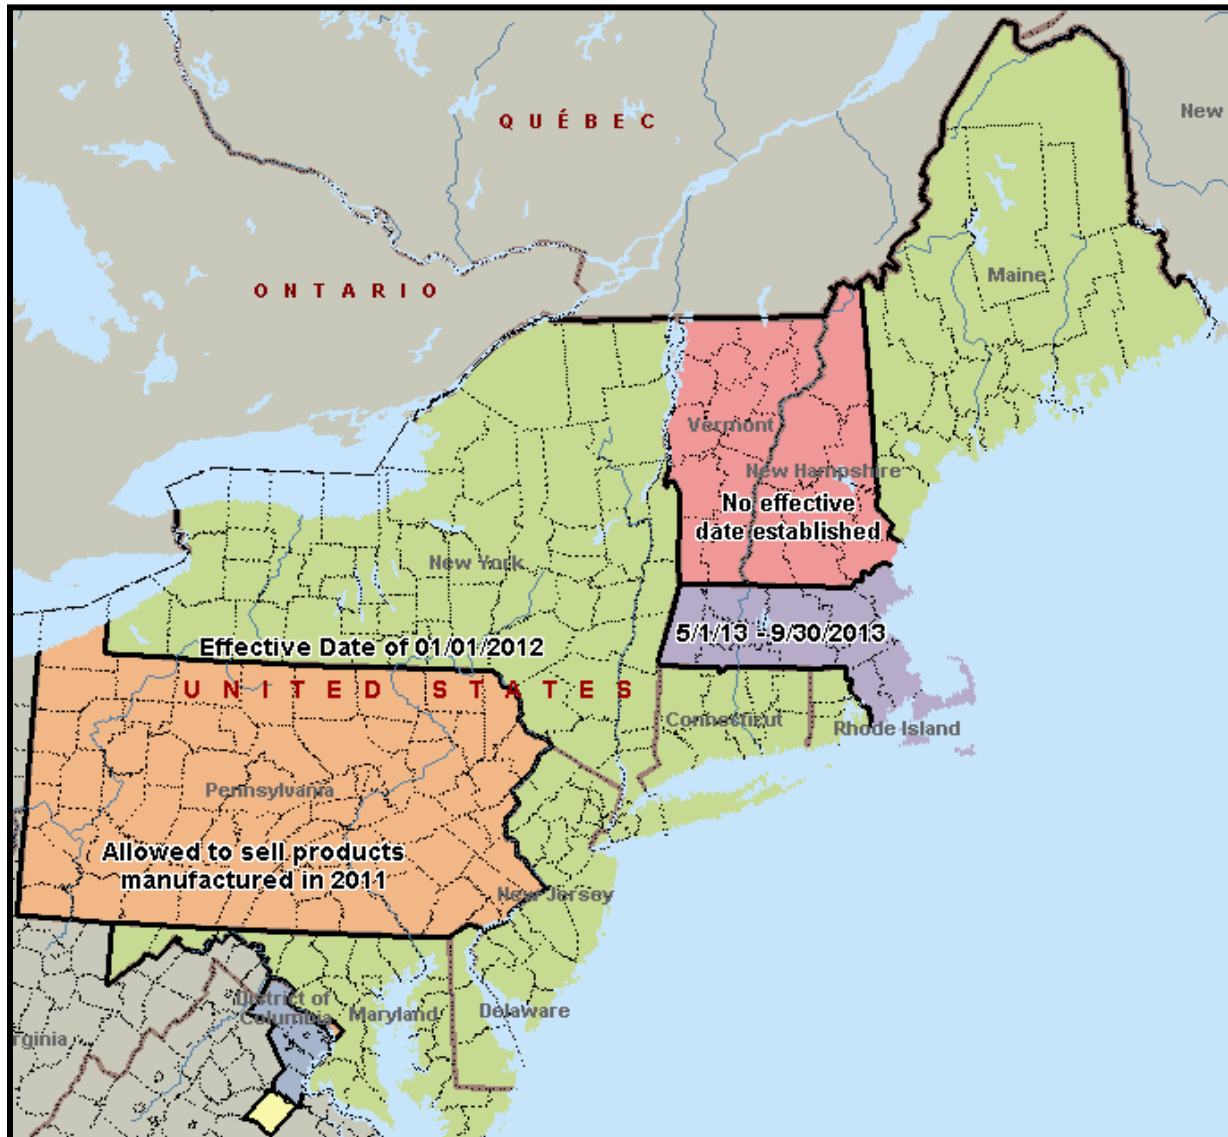 QUÉBEC
New
ONTARIO
Maine
Vermont
New Hampshire
No effective
date established
New York
Effective Date of 01/01/2012
5/1/13 - 9/30/2013
UNITED STATES
Connecticut
Rhode Island
Pennsylvania
Allowed to sell products
manufactured in 2011
New Jersey
District of
Columbia
Maryland
Delaware
rginia